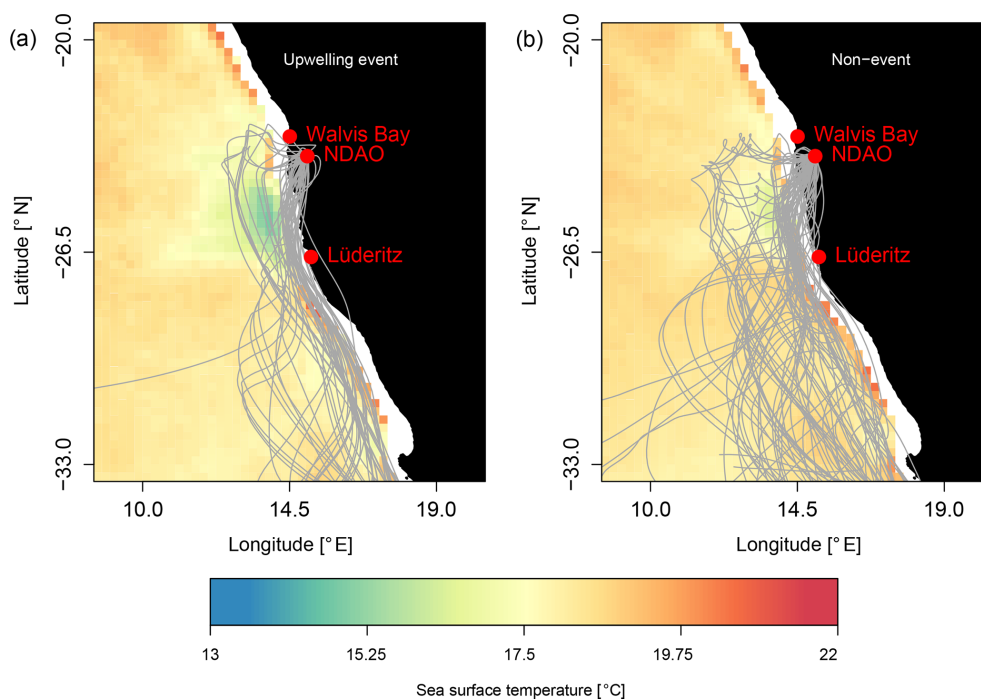 (a)
Upwelling event
Walvis Bay
NDAO
Lüderitz
−20.0
−26.5
−33.0
Latitude [° N]
10.0
14.5
19.0
Longitude [° E]
(b)
Non−event
Walvis Bay
NDAO
Lüderitz
−20.0
−26.5
−33.0
Latitude [° N]
10.0
14.5
19.0
Longitude [° E]
13
15.25
17.5
19.75
22
Sea surface temperature [°C]